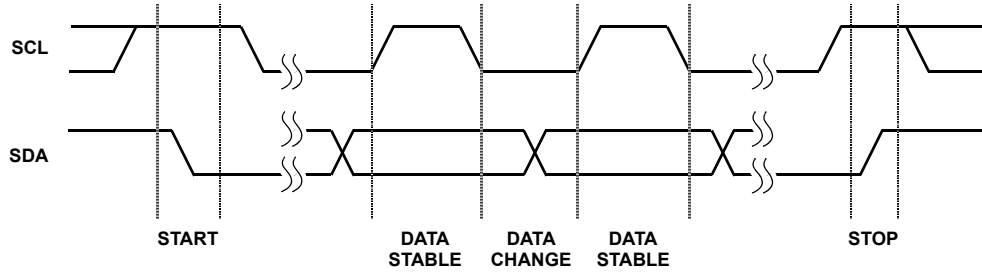 SCL
SDA
START
DATA
STABLE
DATA
CHANGE
DATA
STABLE
STOP